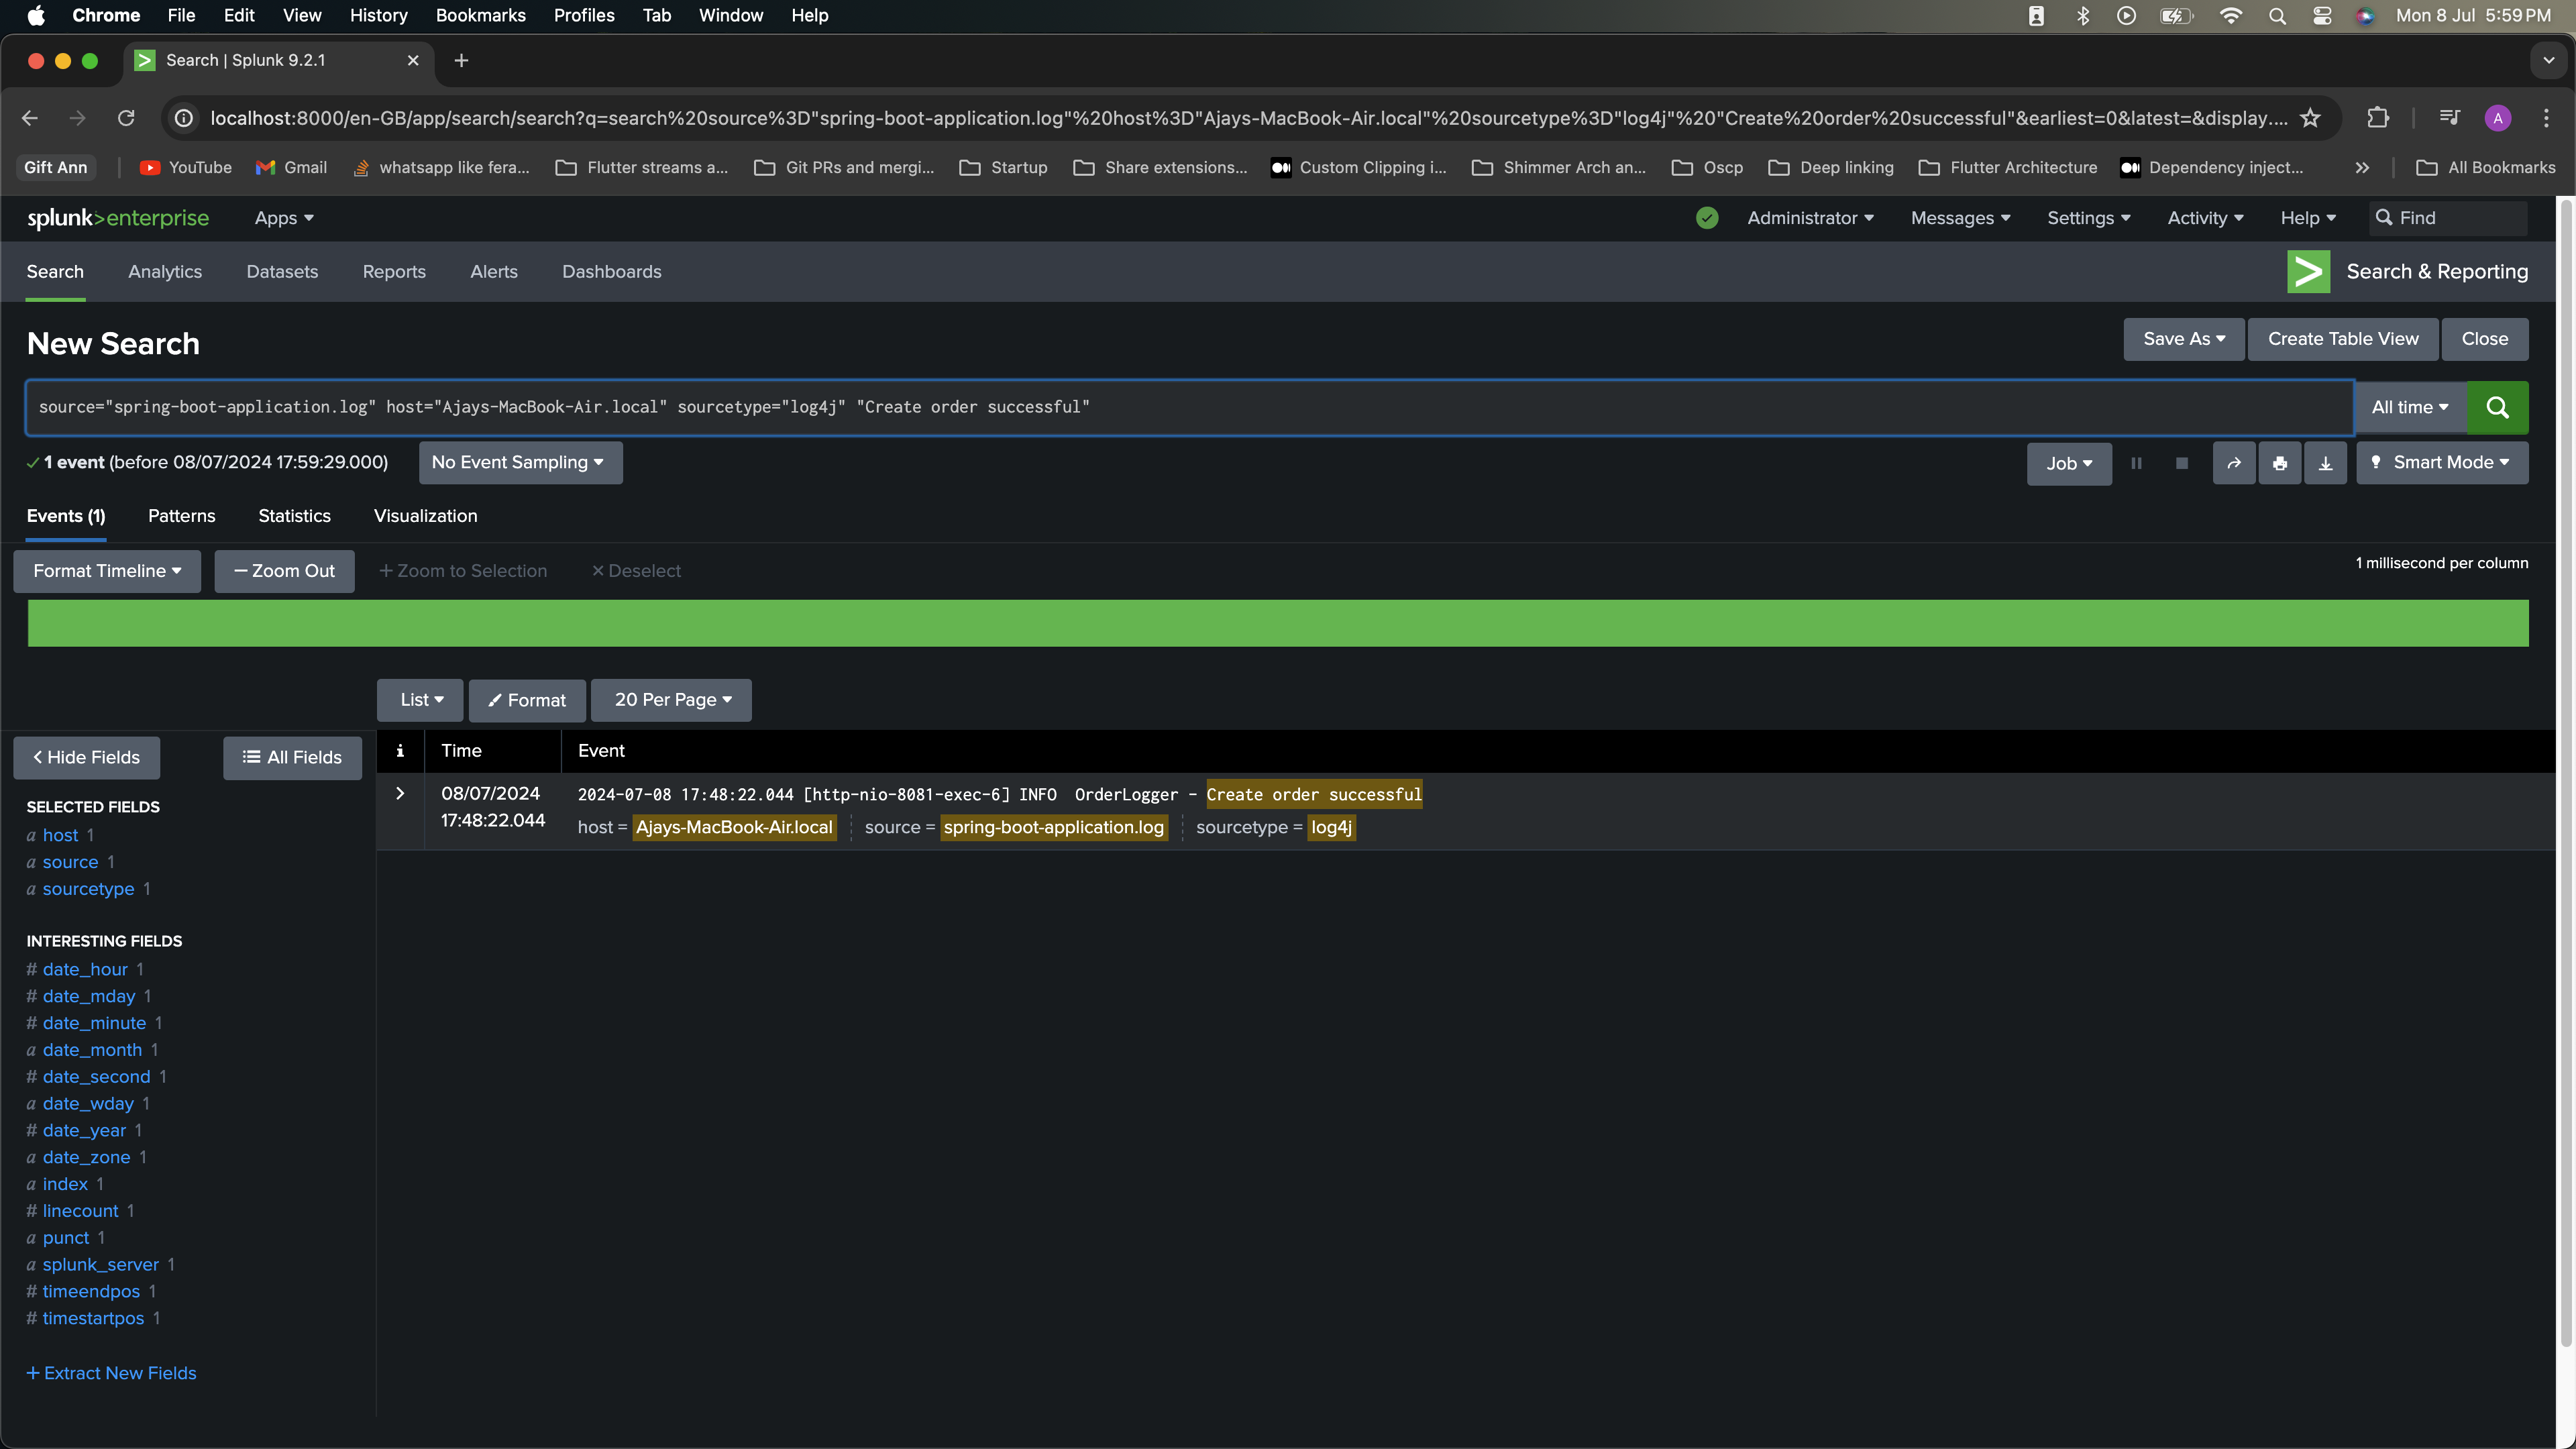 Chrome File Edit View History Bookmarks Profiles Tab Window Help Mon 8 Jul 5:59 PM
Search | Splunk 9.2.1
localhost:8000/en-GB/app/search/search?q=search%20source%3D"spring-boot-application.log"%20host%3D"Ajays-MacBook-Air.local"%20sourcetype%3D"log4j"%20"Create%20order%20successful"&earliest=0&latest=&display.... A
Gift Ann YouTube Gmail whatsapp like fera... Flutter streams a... Git PRs and mergi... Startup Share extensions... Custom Clipping i... Shimmer Arch an... Oscp Deep linking Flutter Architecture Dependency inject... All Bookmarks
splunk>enterprise Apps Administrator Messages Settings Activity Help Find
Search Analytics Datasets Reports Alerts Dashboards Search & Reporting
New Search Save As Create Table View Close
source="spring-boot-application.log" host="Ajays-MacBook-Air.local" sourcetype="log4j" "Create order successful" All time
1 event (before 08/07/2024 17:59:29.000) No Event Sampling Job Smart Mode
Events (1) Patterns Statistics Visualization
Format Timeline – Zoom Out + Zoom to Selection × Deselect 1 millisecond per column
List Format 20 Per Page
< Hide Fields All Fields i Time Event
SELECTED FIELDS
a host 1
a source 1
a sourcetype 1
INTERESTING FIELDS
# date_hour 1
# date_mday 1
# date_minute 1
a date_month 1
# date_second 1
a date_wday 1
# date_year 1
a date_zone 1
a index 1
# linecount 1
a punct 1
a splunk_server 1
# timeendpos 1
# timestartpos 1
+ Extract New Fields
08/07/2024
17:48:22.044
2024-07-08 17:48:22.044 [http-nio-8081-exec-6] INFO  OrderLogger - Create order successful
host = Ajays-MacBook-Air.local source = spring-boot-application.log sourcetype = log4j